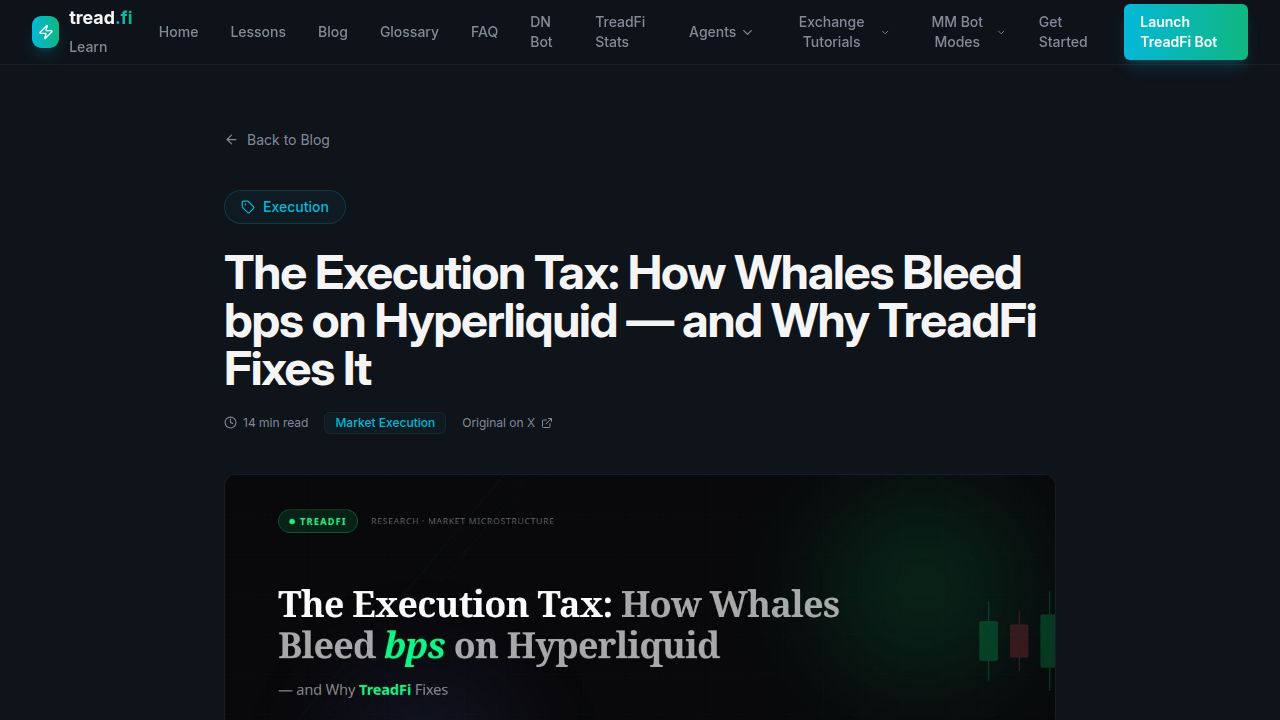 tread.fi
Learn
Home
Lessons
Blog
Glossary
FAQ
DN
Bot
TreadFi
Stats
Agents
Exchange
Tutorials
MM Bot
Modes
Get
Started
Launch
TreadFi Bot
Back to Blog
Execution
The Execution Tax: How Whales Bleed
bps on Hyperliquid — and Why TreadFi
Fixes It
14 min read
Market Execution
Original on X
TREADFI
RESEARCH · MARKET MICROSTRUCTURE
The Execution Tax: How Whales
Bleed bps on Hyperliquid
— and Why TreadFi Fixes